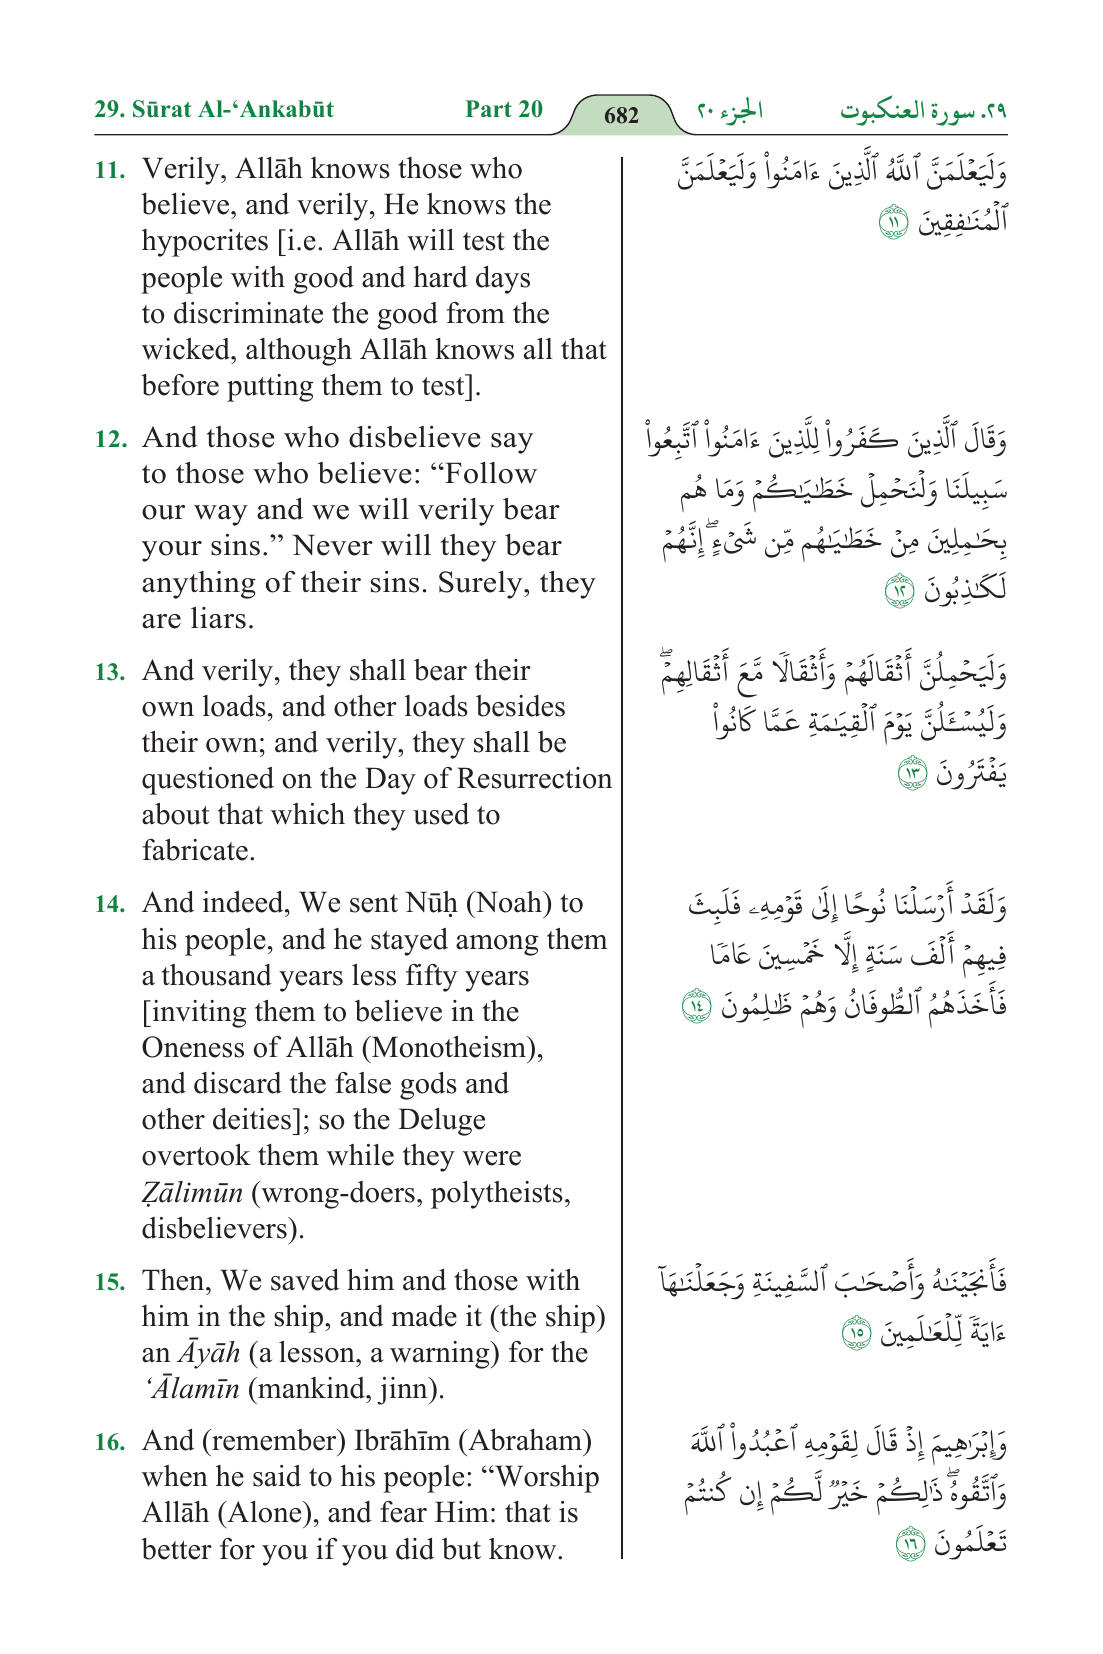 29. Sūrat Al-‘Ankabūt Part 20 682 الجزء ٢٠ ٢٩. سورة العنكبوت
11. Verily, Allāh knows those who
believe, and verily, He knows the
hypocrites [i.e. Allāh will test the
people with good and hard days
to discriminate the good from the
wicked, although Allāh knows all that
before putting them to test].
وَلَيَعْلَمَنَّ ٱللَّهُ ٱلَّذِينَ ءَامَنُوا۟ وَلَيَعْلَمَنَّ
ٱلْمُنَـٰفِقِينَ ١١
12. And those who disbelieve say
to those who believe: “Follow
our way and we will verily bear
your sins.” Never will they bear
anything of their sins. Surely, they
are liars.
وَقَالَ ٱلَّذِينَ كَفَرُوا۟ لِلَّذِينَ ءَامَنُوا۟ ٱتَّبِعُوا۟
سَبِيلَنَا وَلْنَحْمِلْ خَطَـٰيَـٰكُمْ وَمَا هُم
بِحَـٰمِلِينَ مِنْ خَطَـٰيَـٰهُم مِّن شَىْءٍ ۖ إِنَّهُمْ
لَكَـٰذِبُونَ ١٢
13. And verily, they shall bear their
own loads, and other loads besides
their own; and verily, they shall be
questioned on the Day of Resurrection
about that which they used to
fabricate.
وَلَيَحْمِلُنَّ أَثْقَالَهُمْ وَأَثْقَالًا مَّعَ أَثْقَالِهِمْ ۖ
وَلَيُسْـَٔلُنَّ يَوْمَ ٱلْقِيَـٰمَةِ عَمَّا كَانُوا۟
يَفْتَرُونَ ١٣
14. And indeed, We sent Nūḥ (Noah) to
his people, and he stayed among them
a thousand years less fifty years
[inviting them to believe in the
Oneness of Allāh (Monotheism),
and discard the false gods and
other deities]; so the Deluge
overtook them while they were
Ẓālimūn (wrong-doers, polytheists,
disbelievers).
وَلَقَدْ أَرْسَلْنَا نُوحًا إِلَىٰ قَوْمِهِۦ فَلَبِثَ
فِيهِمْ أَلْفَ سَنَةٍ إِلَّا خَمْسِينَ عَامًا
فَأَخَذَهُمُ ٱلطُّوفَانُ وَهُمْ ظَـٰلِمُونَ ١٤
15. Then, We saved him and those with
him in the ship, and made it (the ship)
an Āyāh (a lesson, a warning) for the
‘Ālamīn (mankind, jinn).
فَأَنجَيْنَـٰهُ وَأَصْحَـٰبَ ٱلسَّفِينَةِ وَجَعَلْنَـٰهَآ
ءَايَةً لِّلْعَـٰلَمِينَ ١٥
16. And (remember) Ibrāhīm (Abraham)
when he said to his people: “Worship
Allāh (Alone), and fear Him: that is
better for you if you did but know.
وَإِبْرَٰهِيمَ إِذْ قَالَ لِقَوْمِهِ ٱعْبُدُوا۟ ٱللَّهَ
وَٱتَّقُوهُ ۖ ذَٰلِكُمْ خَيْرٌ لَّكُمْ إِن كُنتُمْ
تَعْلَمُونَ ١٦